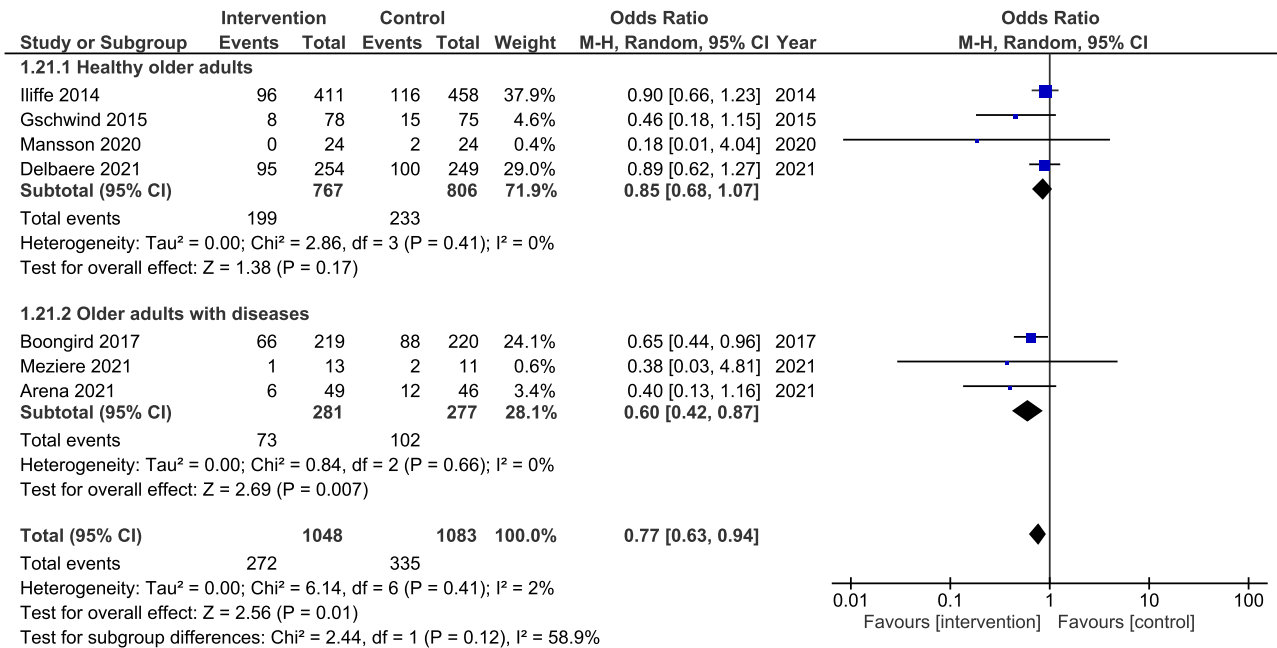 Intervention Control Odds Ratio Odds Ratio
Study or Subgroup Events Total Events Total Weight M-H, Random, 95% CI Year M-H, Random, 95% CI
1.21.1 Healthy older adults
Iliffe 2014 96 411 116 458 37.9% 0.90 [0.66, 1.23] 2014
Gschwind 2015 8 78 15 75 4.6% 0.46 [0.18, 1.15] 2015
Mansson 2020 0 24 2 24 0.4% 0.18 [0.01, 4.04] 2020
Delbaere 2021 95 254 100 249 29.0% 0.89 [0.62, 1.27] 2021
Subtotal (95% CI) 767 806 71.9% 0.85 [0.68, 1.07]
Total events 199 233
Heterogeneity: Tau² = 0.00; Chi² = 2.86, df = 3 (P = 0.41); I² = 0%
Test for overall effect: Z = 1.38 (P = 0.17)
1.21.2 Older adults with diseases
Boongird 2017 66 219 88 220 24.1% 0.65 [0.44, 0.96] 2017
Meziere 2021 1 13 2 11 0.6% 0.38 [0.03, 4.81] 2021
Arena 2021 6 49 12 46 3.4% 0.40 [0.13, 1.16] 2021
Subtotal (95% CI) 281 277 28.1% 0.60 [0.42, 0.87]
Total events 73 102
Heterogeneity: Tau² = 0.00; Chi² = 0.84, df = 2 (P = 0.66); I² = 0%
Test for overall effect: Z = 2.69 (P = 0.007)
Total (95% CI) 1048 1083 100.0% 0.77 [0.63, 0.94]
Total events 272 335
Heterogeneity: Tau² = 0.00; Chi² = 6.14, df = 6 (P = 0.41); I² = 2%
Test for overall effect: Z = 2.56 (P = 0.01)
Test for subgroup differences: Chi² = 2.44, df = 1 (P = 0.12), I² = 58.9%
0.01 0.1 1 10 100
Favours [intervention] Favours [control]